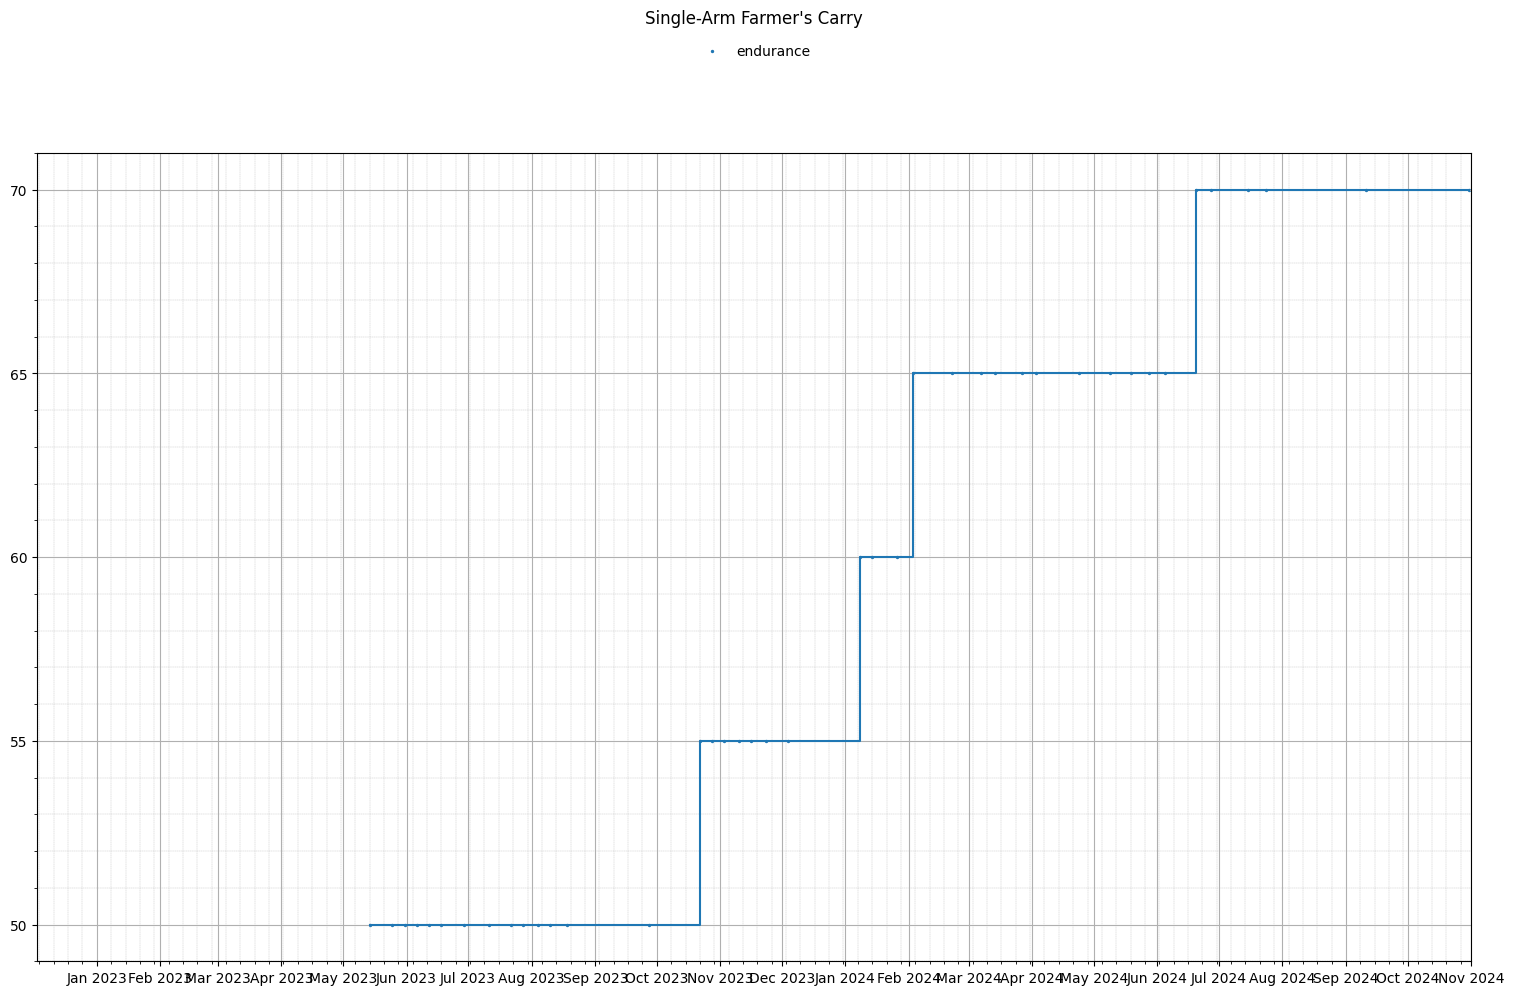 Single-Arm Farmer's Carry
endurance
70
65
60
55
50
Jan 2023 Feb 2023 Mar 2023 Apr 2023 May 2023 Jun 2023 Jul 2023 Aug 2023 Sep 2023 Oct 2023 Nov 2023 Dec 2023 Jan 2024 Feb 2024 Mar 2024 Apr 2024 May 2024 Jun 2024 Jul 2024 Aug 2024 Sep 2024 Oct 2024 Nov 2024